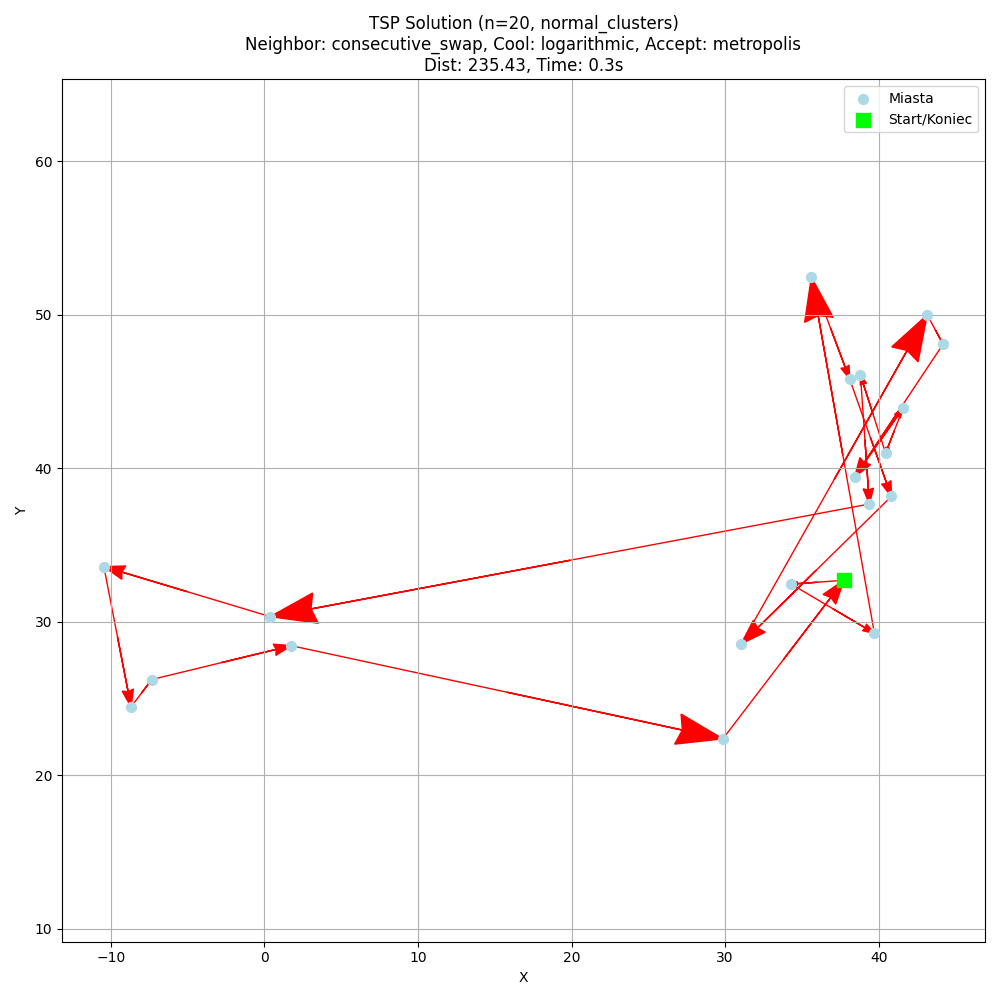 TSP Solution (n=20, normal_clusters)
Neighbor: consecutive_swap, Cool: logarithmic, Accept: metropolis
Dist: 235.43, Time: 0.3s
Miasta
Start/Koniec
60
50
40
30
20
10
Y
−10
0
10
20
30
40
X